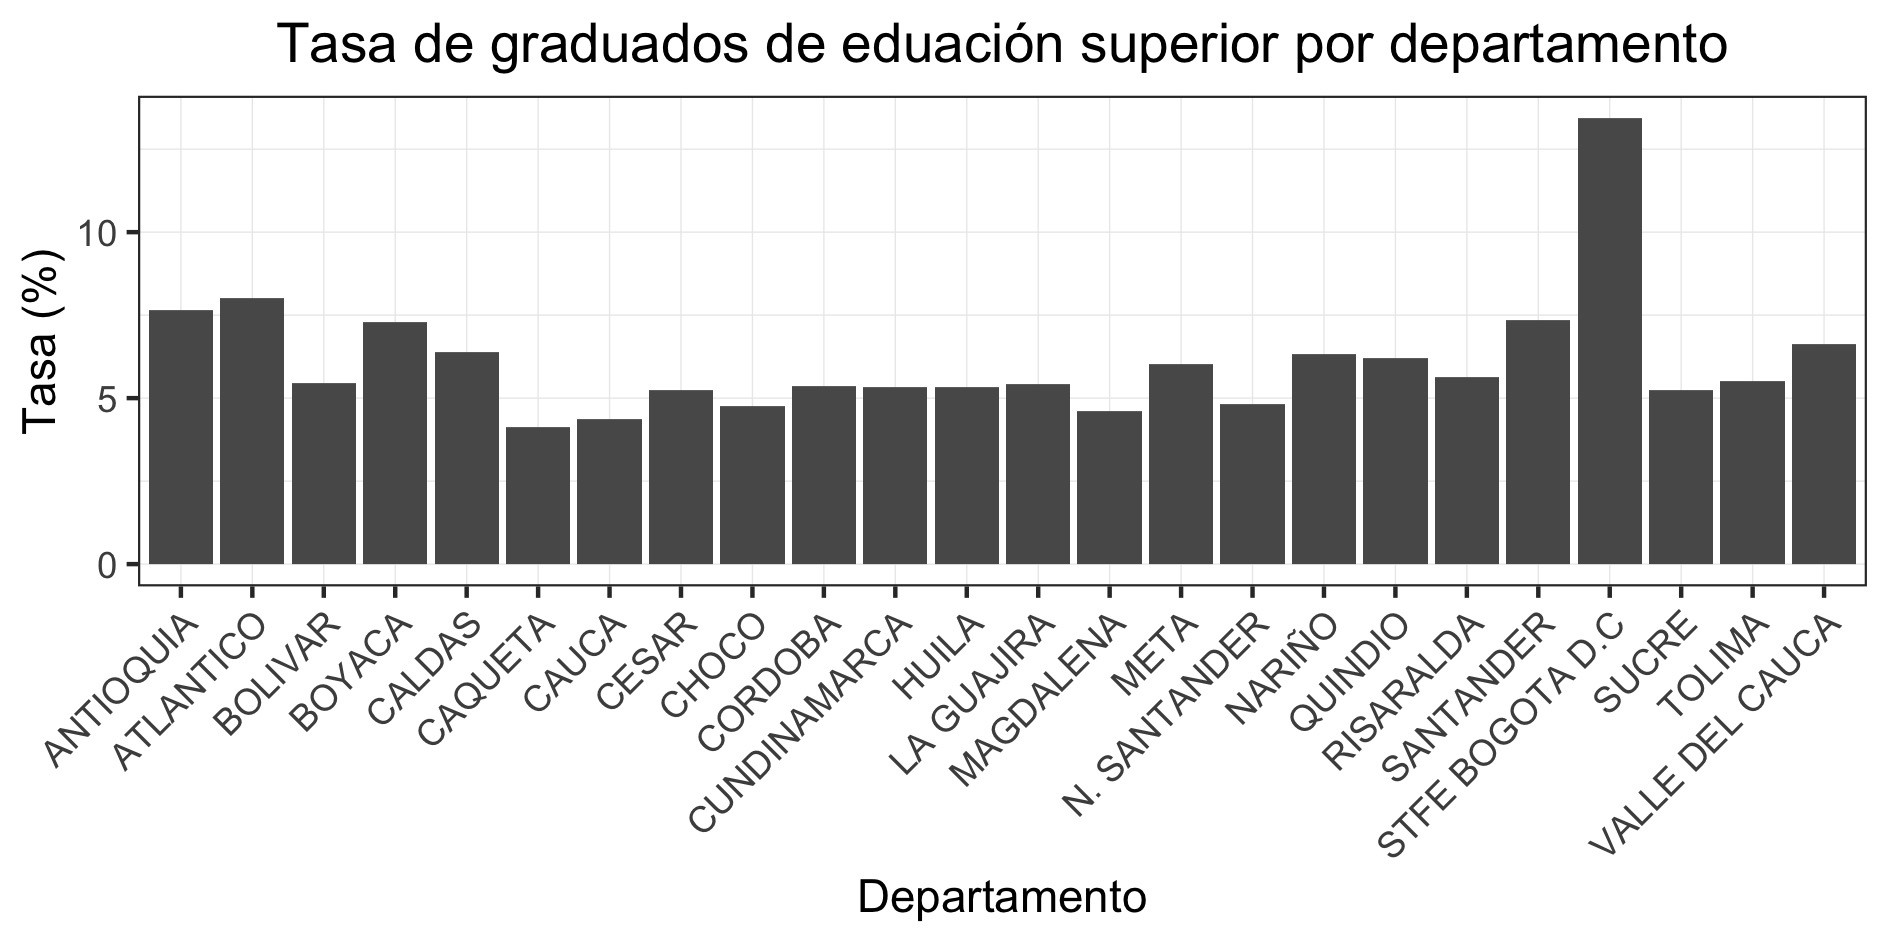 Tasa de graduados de eduación superior por departamento
Tasa (%)
10
5
0
ANTIOQUIA
ATLANTICO
BOLIVAR
BOYACA
CALDAS
CAQUETA
CAUCA
CESAR
CHOCO
CORDOBA
CUNDINAMARCA
HUILA
LA GUAJIRA
MAGDALENA
META
N. SANTANDER
NARIÑO
QUINDIO
RISARALDA
SANTANDER
STFE BOGOTA D.C
SUCRE
TOLIMA
VALLE DEL CAUCA
Departamento